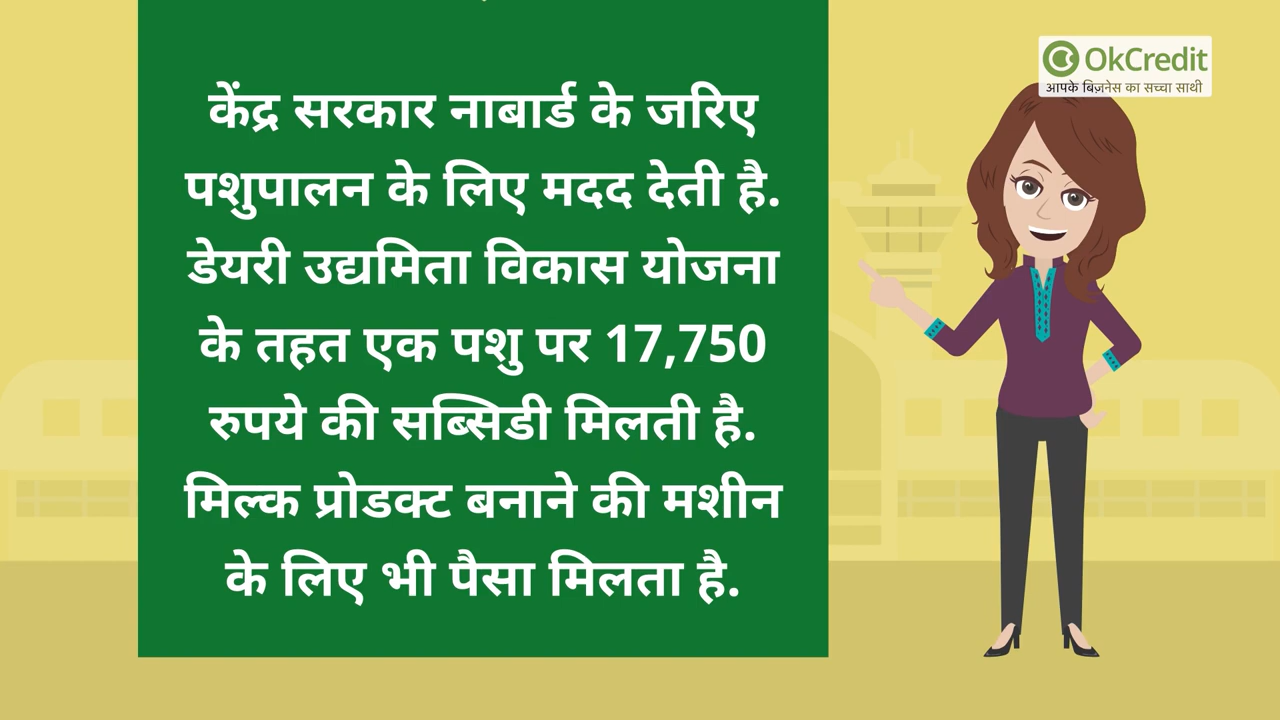 OkCredit
आपके बिज़नेस का सच्चा साथी
केंद्र सरकार नाबार्ड के जरिए
पशुपालन के लिए मदद देती है.
डेयरी उद्यमिता विकास योजना
के तहत एक पशु पर 17,750
रुपये की सब्सिडी मिलती है.
मिल्क प्रोडक्ट बनाने की मशीन
के लिए भी पैसा मिलता है.